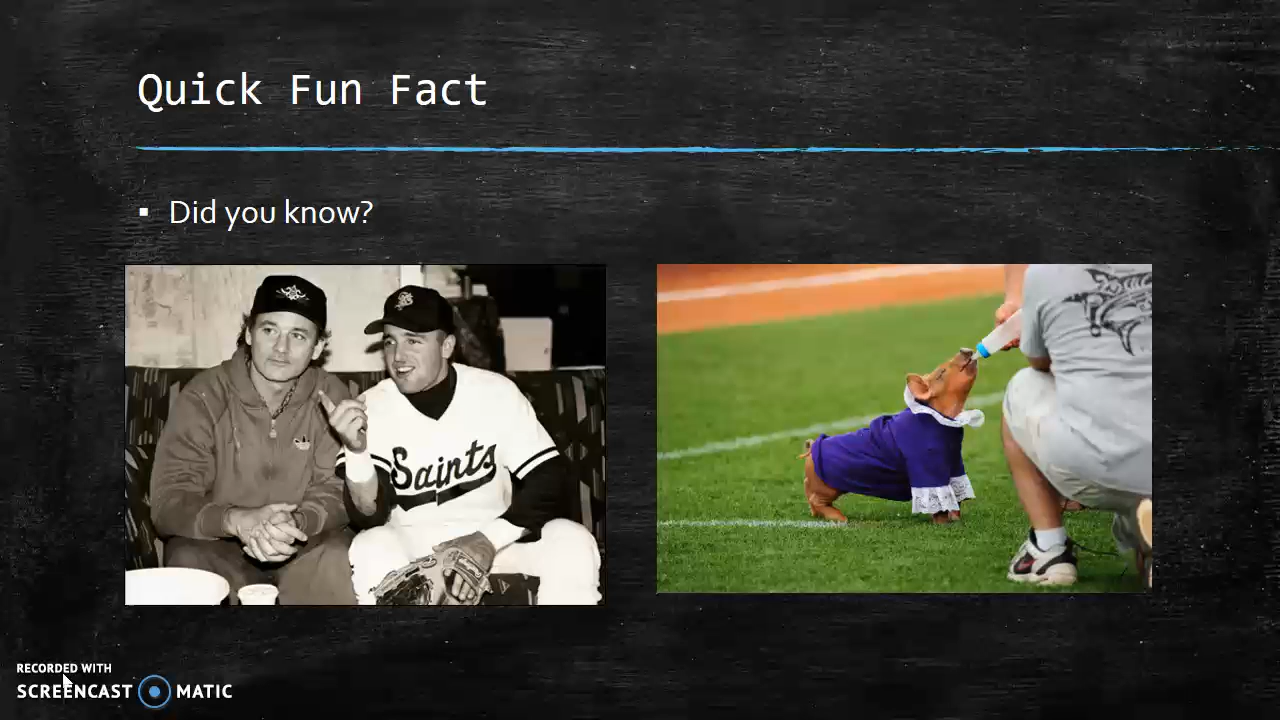 Quick Fun Fact
▪ Did you know?
Saints
RECORDED WITH
SCREENCAST MATIC